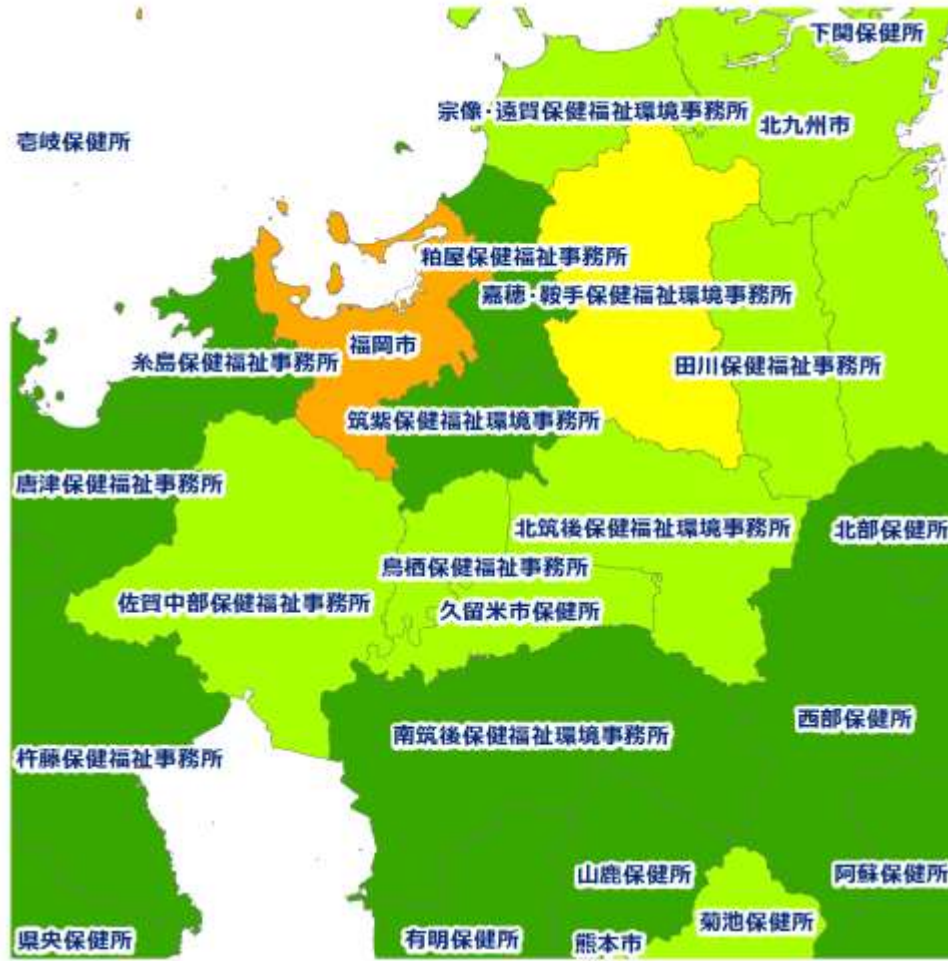 下関保健所
宗像・遠賀保健福祉環境事務所
北九州市
壱岐保健所
粕屋保健福祉事務所
嘉穂・鞍手保健福祉環境事務所
福岡市
糸島保健福祉事務所
田川保健福祉事務所
筑紫保健福祉環境事務所
唐津保健福祉事務所
北筑後保健福祉環境事務所
北部保健所
鳥栖保健福祉事務所
佐賀中部保健福祉事務所
久留米市保健所
西部保健所
南筑後保健福祉環境事務所
杵藤保健福祉事務所
山鹿保健所
阿蘇保健所
菊池保健所
県央保健所
有明保健所
熊本市